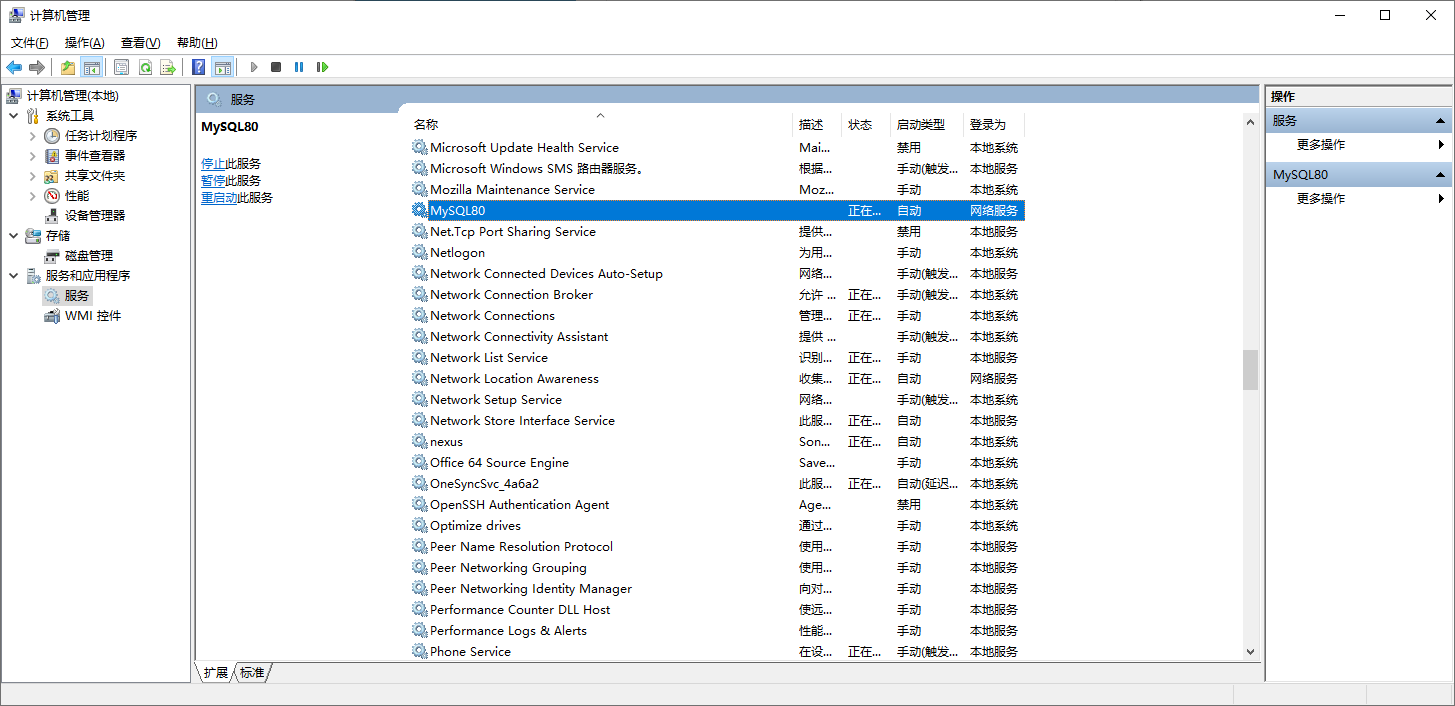 计算机管理
文件(F) 操作(A) 查看(V) 帮助(H)
计算机管理(本地)
系统工具
任务计划程序
事件查看器
共享文件夹
性能
设备管理器
存储
磁盘管理
服务和应用程序
服务
WMI 控件
服务
MySQL80
停止此服务
暂停此服务
重启动此服务
名称 描述 状态 启动类型 登录为
Microsoft Update Health Service Mai... 禁用 本地系统
Microsoft Windows SMS 路由器服务。 根据... 手动(触发... 本地系统
Mozilla Maintenance Service Moz... 手动 本地系统
MySQL80 正在... 自动 网络服务
Net.Tcp Port Sharing Service 提供... 禁用 本地服务
Netlogon 为用... 手动 本地系统
Network Connected Devices Auto-Setup 网络... 手动(触发... 本地服务
Network Connection Broker 允许 ... 正在... 手动(触发... 本地系统
Network Connections 管理... 正在... 手动 本地系统
Network Connectivity Assistant 提供 ... 手动(触发... 本地系统
Network List Service 识别... 正在... 手动 本地服务
Network Location Awareness 收集... 正在... 自动 网络服务
Network Setup Service 网络... 手动(触发... 本地系统
Network Store Interface Service 此服... 正在... 自动 本地服务
nexus Son... 正在... 自动 本地系统
Office 64 Source Engine Save... 手动 本地系统
OneSyncSvc_4a6a2 此服... 正在... 自动(延迟... 本地系统
OpenSSH Authentication Agent Age... 禁用 本地系统
Optimize drives 通过... 手动 本地系统
Peer Name Resolution Protocol 使用... 手动 本地服务
Peer Networking Grouping 使用... 手动 本地服务
Peer Networking Identity Manager 向对... 手动 本地服务
Performance Counter DLL Host 使远... 手动 本地服务
Performance Logs & Alerts 性能... 手动 本地服务
Phone Service 在设... 正在... 手动(触发... 本地服务
扩展 标准
操作
服务
更多操作
MySQL80
更多操作